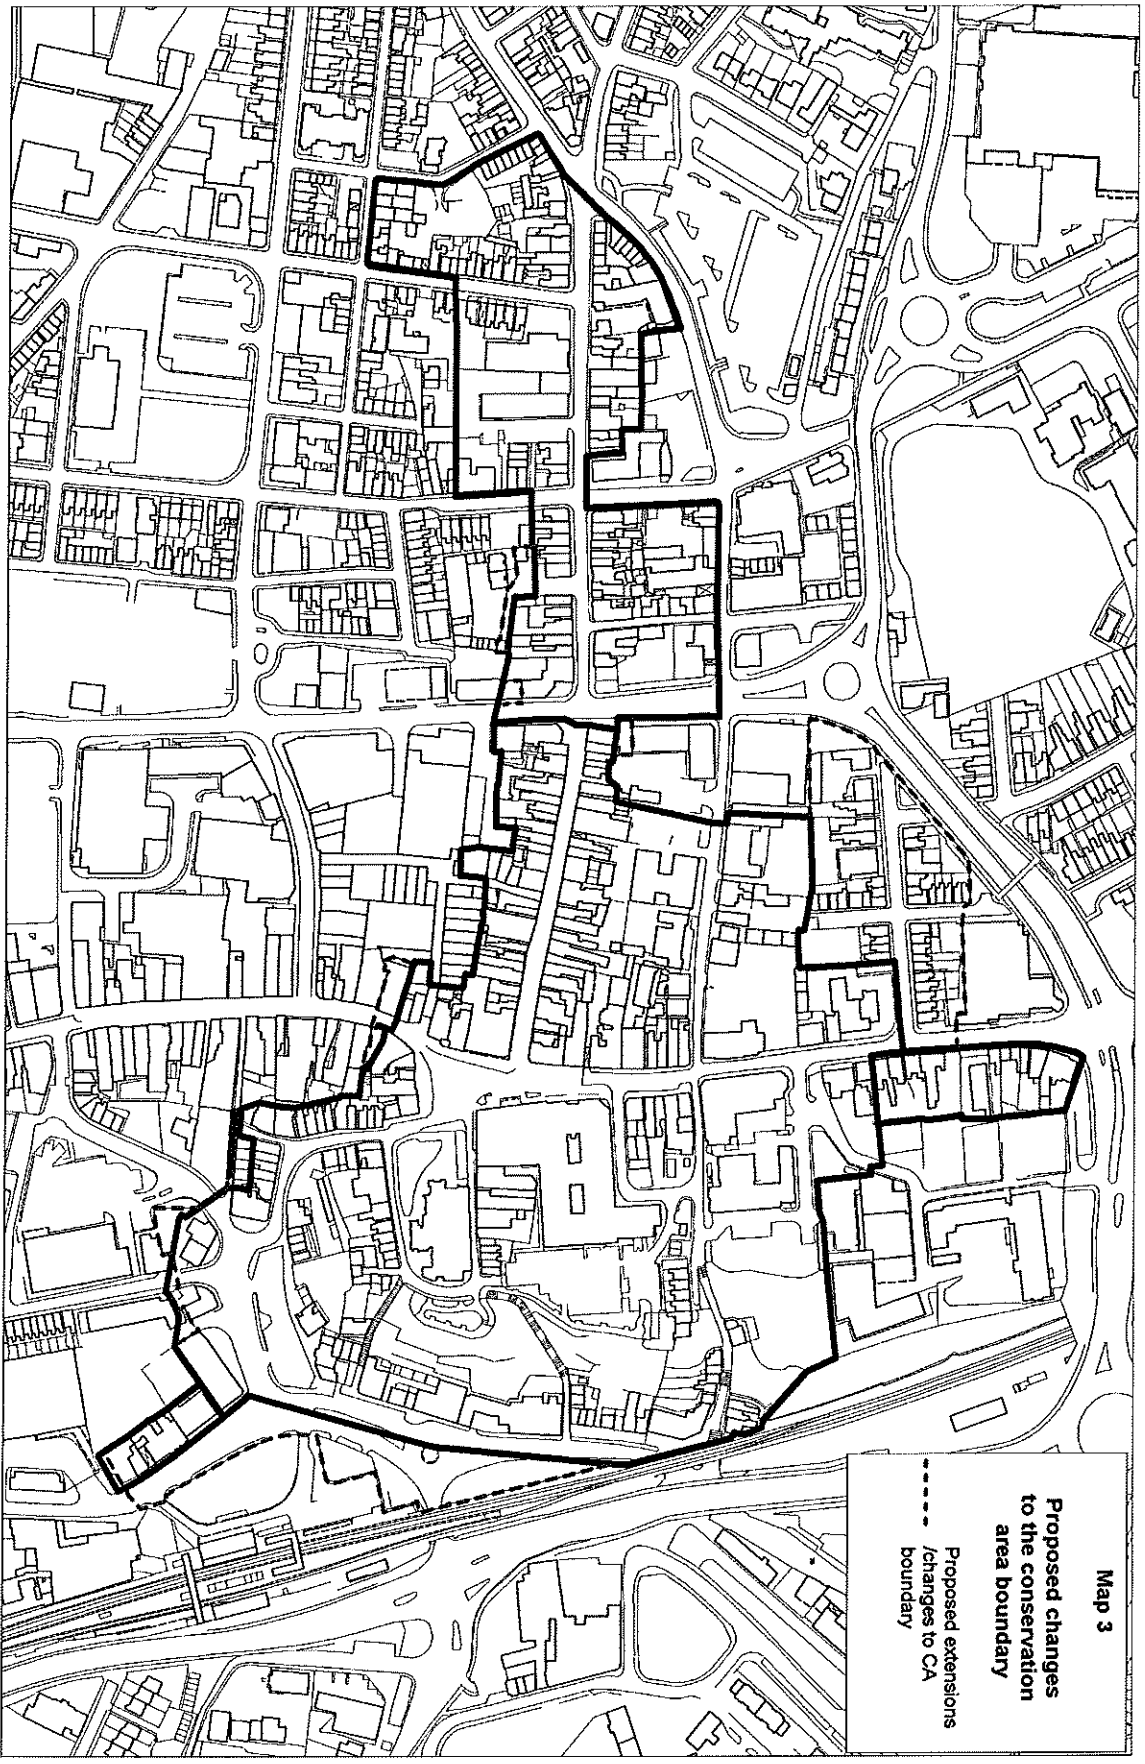 Map 3
Proposed changes
to the conservation
area boundary
Proposed extensions
/changes to CA
boundary